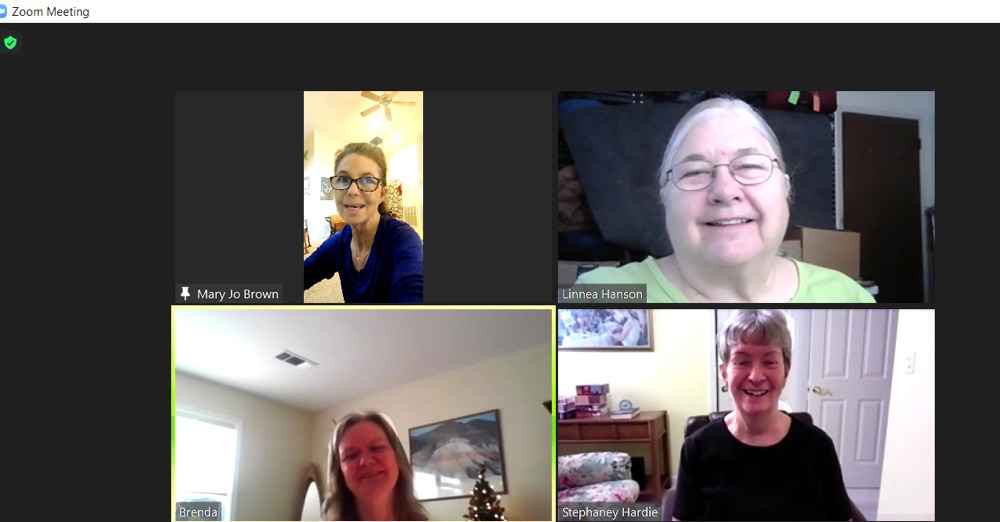 Zoom Meeting
Mary Jo Brown
Linnea Hanson
Brenda
Stephaney Hardie